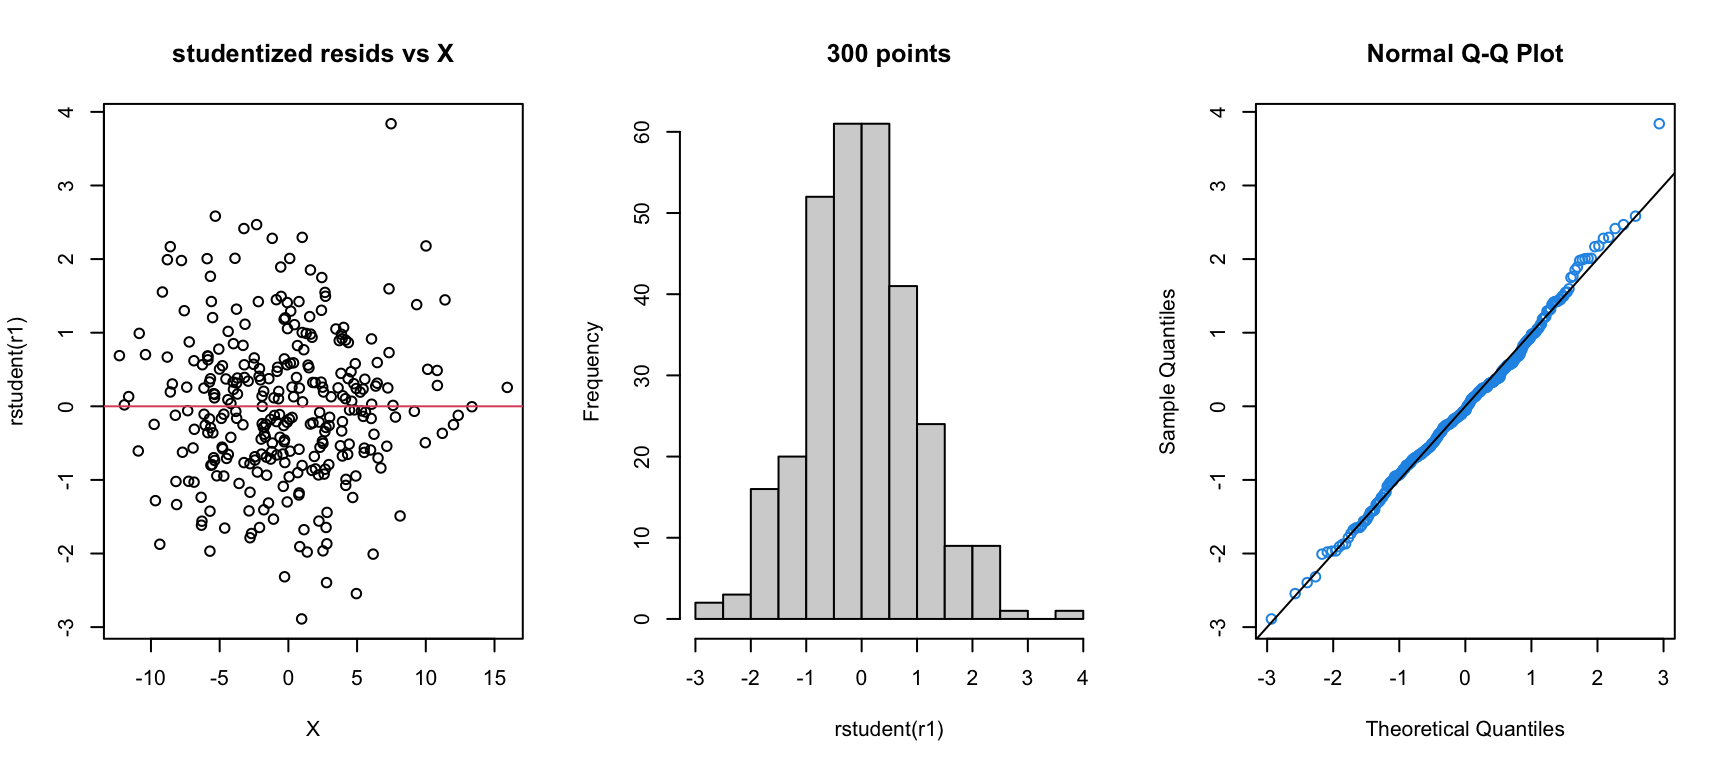 studentized resids vs X
rstudent(r1)
4
3
2
1
0
-1
-2
-3
-10 -5 0 5 10 15
X
300 points
Frequency
60
50
40
30
20
10
0
-3 -2 -1 0 1 2 3 4
rstudent(r1)
Normal Q-Q Plot
Sample Quantiles
4
3
2
1
0
-1
-2
-3
-3 -2 -1 0 1 2 3
Theoretical Quantiles